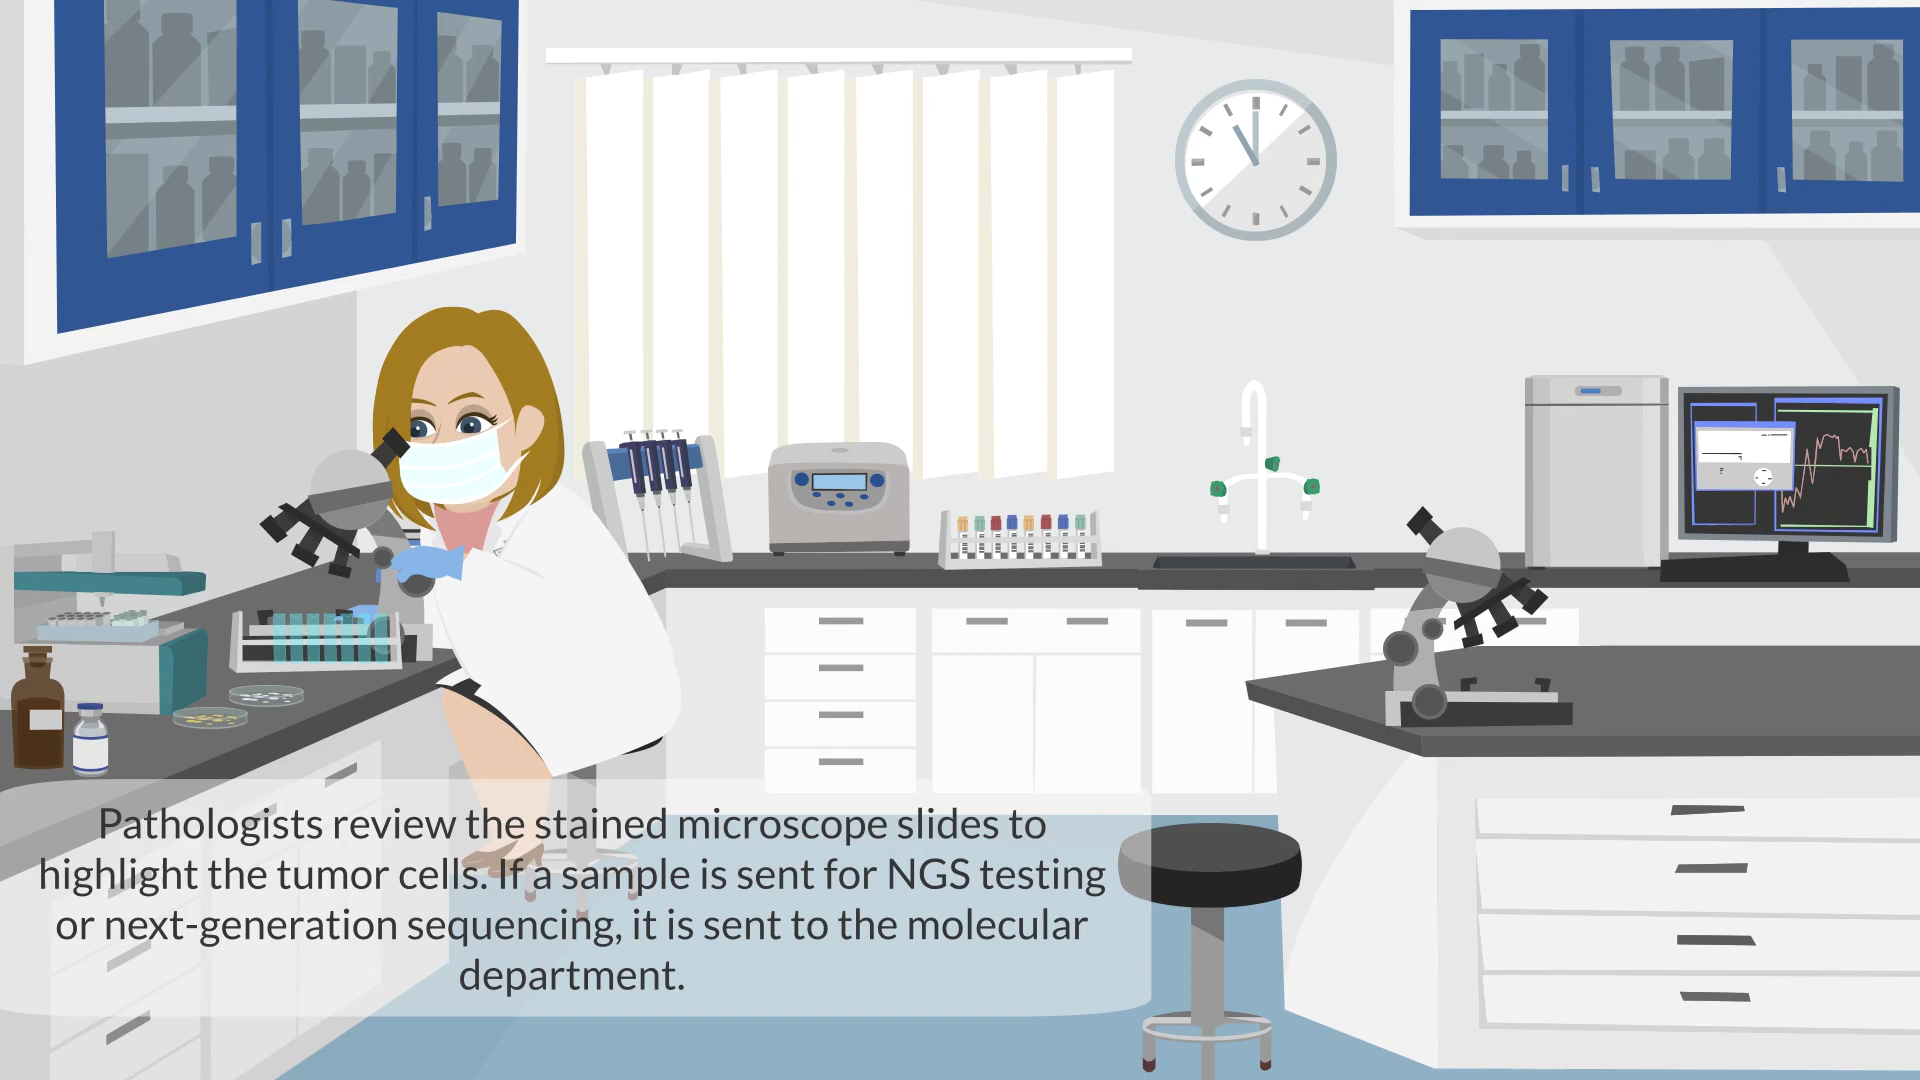 Pathologists review the stained microscope slides to
highlight the tumor cells. If a sample is sent for NGS testing
or next-generation sequencing, it is sent to the molecular
department.